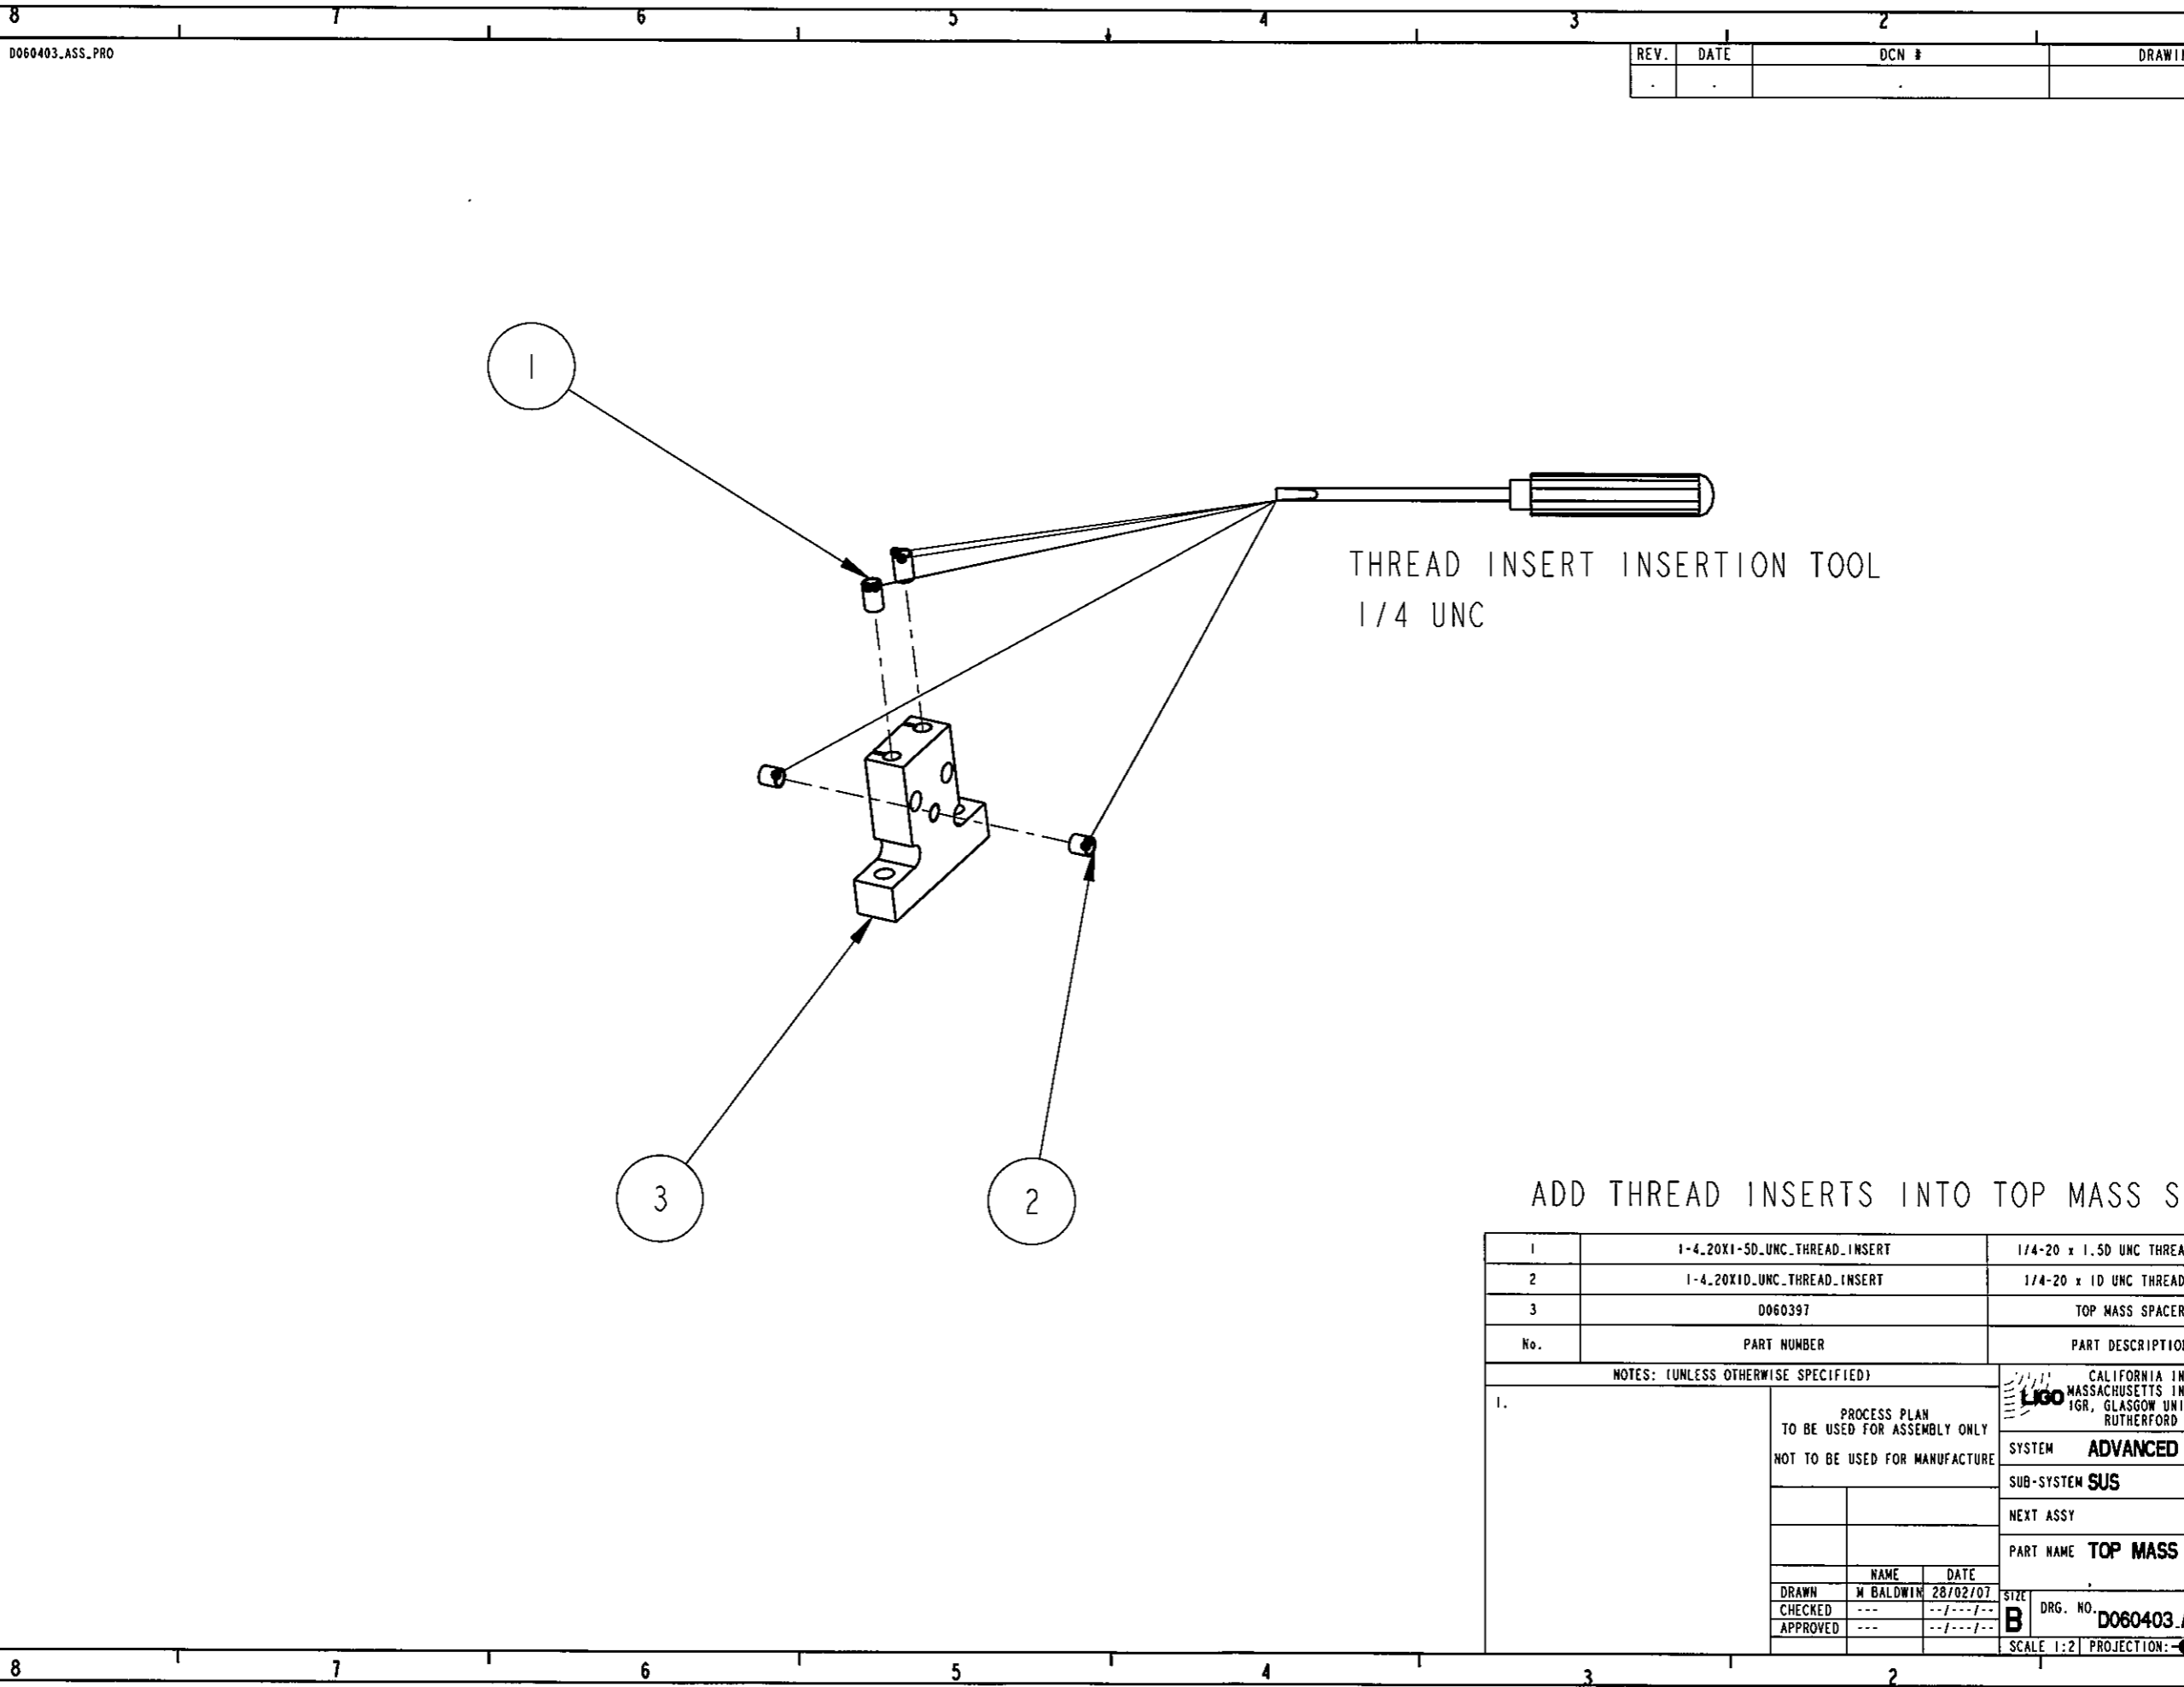 8 7 6 5 4 3 2
D060403_ASS_PRO
REV. DATE DCN # DRAWI
. . .
1
THREAD INSERT INSERTION TOOL
1/4 UNC
3 2
ADD THREAD INSERTS INTO TOP MASS S
1 1-4_20X1-5D_UNC_THREAD_INSERT 1/4-20 x 1.5D UNC THREA
2 1-4_20X1D_UNC_THREAD_INSERT 1/4-20 x 1D UNC THREAD
3 D060397 TOP MASS SPACER
No. PART NUMBER PART DESCRIPTIO
NOTES: (UNLESS OTHERWISE SPECIFIED)
1.
PROCESS PLAN
TO BE USED FOR ASSEMBLY ONLY
NOT TO BE USED FOR MANUFACTURE
NAME DATE
DRAWN M BALDWIN 28/02/07
CHECKED --- --/---/--
APPROVED --- --/---/--
LIGO
CALIFORNIA IN
MASSACHUSETTS IN
IGR, GLASGOW UNI
RUTHERFORD
SYSTEM ADVANCED
SUB-SYSTEM SUS
NEXT ASSY
PART NAME TOP MASS
SIZE B DRG. NO. D060403_
SCALE 1:2 PROJECTION:
8 7 6 5 4 3 2